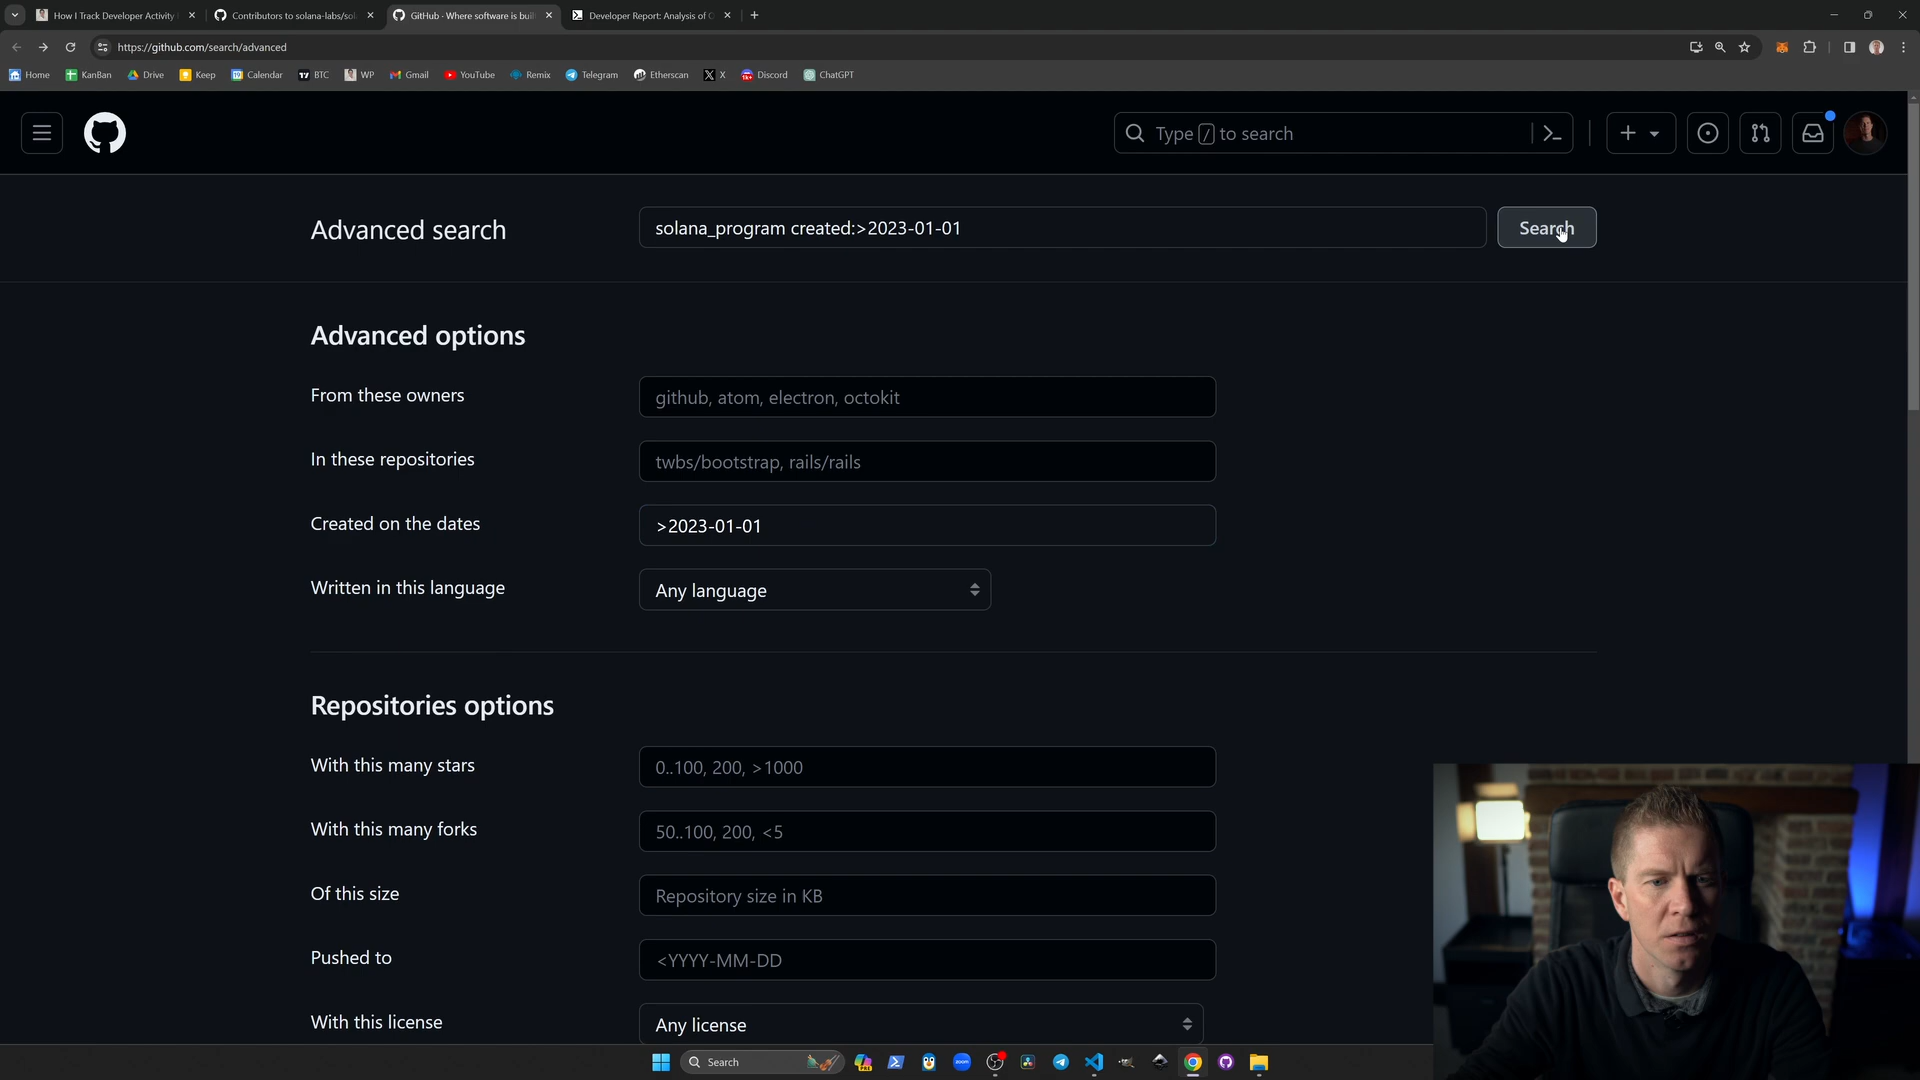 How I Track Developer Activity
Contributors to solana-labs/sol
GitHub · Where software is buil
Developer Report: Analysis of
https://github.com/search/advanced
Home
KanBan
Drive
Keep
Calendar
BTC
WP
Gmail
YouTube
Remix
Telegram
Etherscan
X
Discord
ChatGPT
Type / to search
Advanced search
solana_program created:>2023-01-01
Search
Advanced options
From these owners
github, atom, electron, octokit
In these repositories
twbs/bootstrap, rails/rails
Created on the dates
>2023-01-01
Written in this language
Any language
Repositories options
With this many stars
0..100, 200, >1000
With this many forks
50..100, 200, <5
Of this size
Repository size in KB
Pushed to
<YYYY-MM-DD
With this license
Any license
Search
zoom